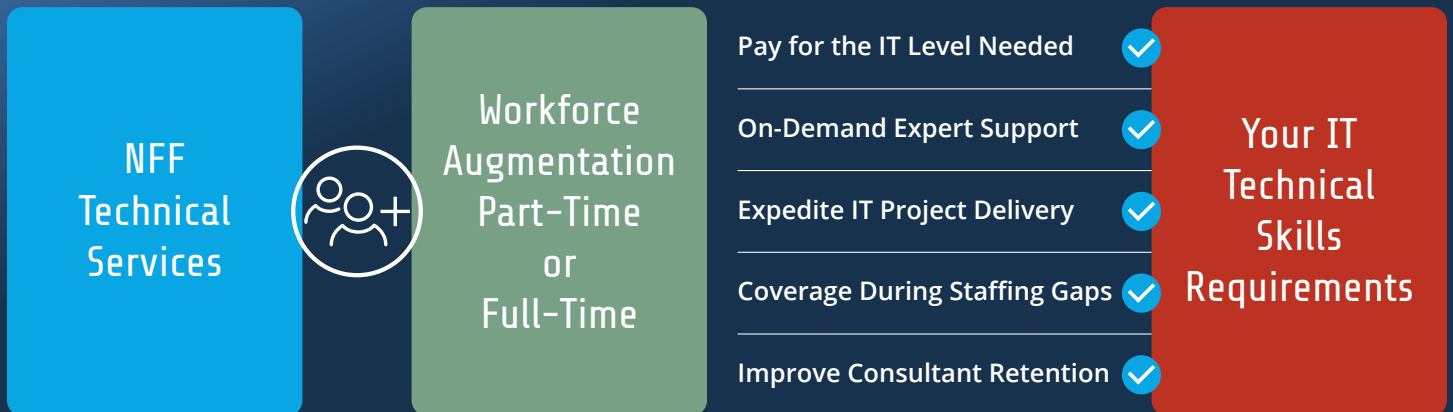 NFF
Technical
Services
Workforce
Augmentation
Part-Time
or
Full-Time
Pay for the IT Level Needed
On-Demand Expert Support
Expedite IT Project Delivery
Coverage During Staffing Gaps
Improve Consultant Retention
Your IT
Technical
Skills
Requirements